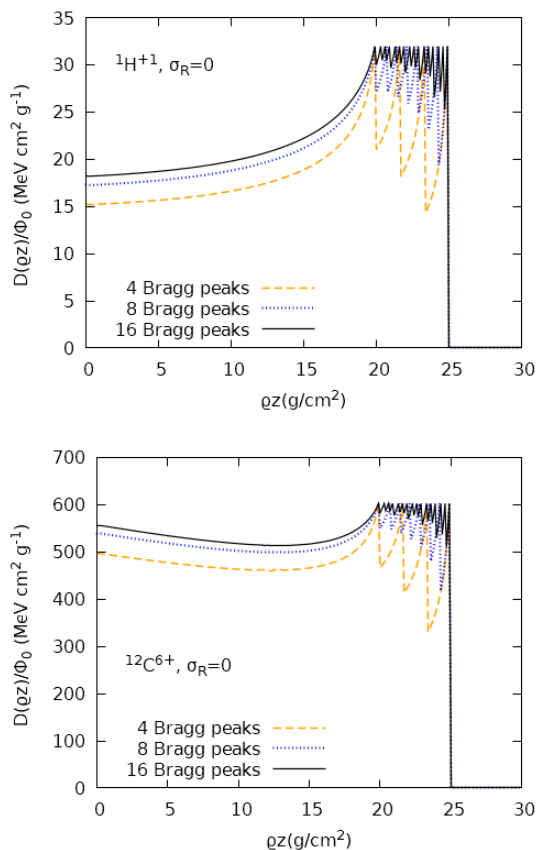 35
30
25
20
15
10
5
0
D(ϱz)/Φ₀ (MeV cm² g⁻¹)
¹H⁺¹, σ_R=0
4 Bragg peaks
8 Bragg peaks
16 Bragg peaks
0 5 10 15 20 25 30
ϱz(g/cm²)
700
600
500
400
300
200
100
0
D(ϱz)/Φ₀ (MeV cm² g⁻¹)
¹²C⁶⁺, σ_R=0
4 Bragg peaks
8 Bragg peaks
16 Bragg peaks
0 5 10 15 20 25 30
ϱz(g/cm²)